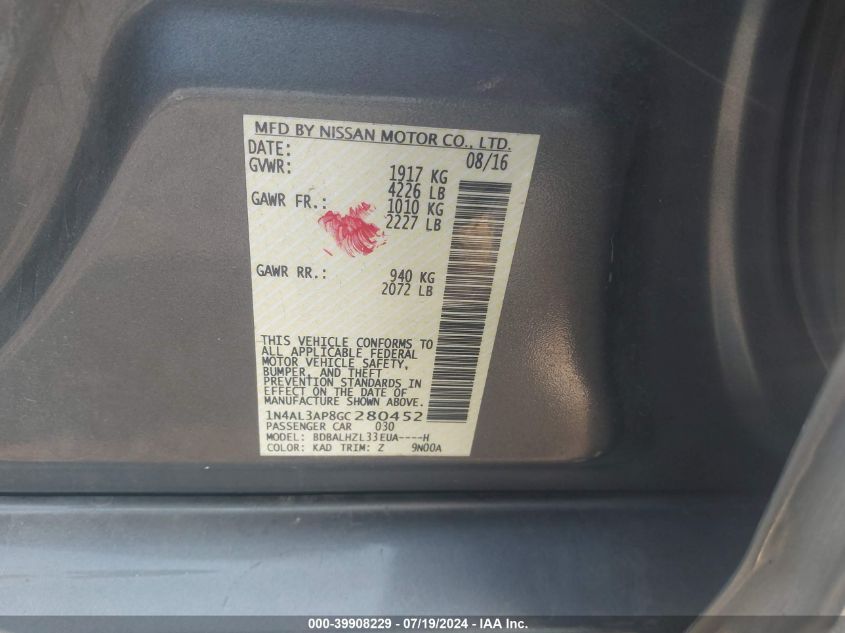 MFD BY NISSAN MOTOR CO., LTD.
DATE: 08/16
GVWR: 1917 KG
4226 LB
GAWR FR.: 1010 KG
2227 LB
GAWR RR.: 940 KG
2072 LB
THIS VEHICLE CONFORMS TO
ALL APPLICABLE FEDERAL
MOTOR VEHICLE SAFETY,
BUMPER, AND THEFT
PREVENTION STANDARDS IN
EFFECT ON THE DATE OF
MANUFACTURE SHOWN ABOVE.
1N4AL3AP8GC280452
PASSENGER CAR 030
MODEL: BDBALHZL33EUA----H
COLOR: KAD TRIM: Z 9N00A
000-39908229 - 07/19/2024 - IAA Inc.